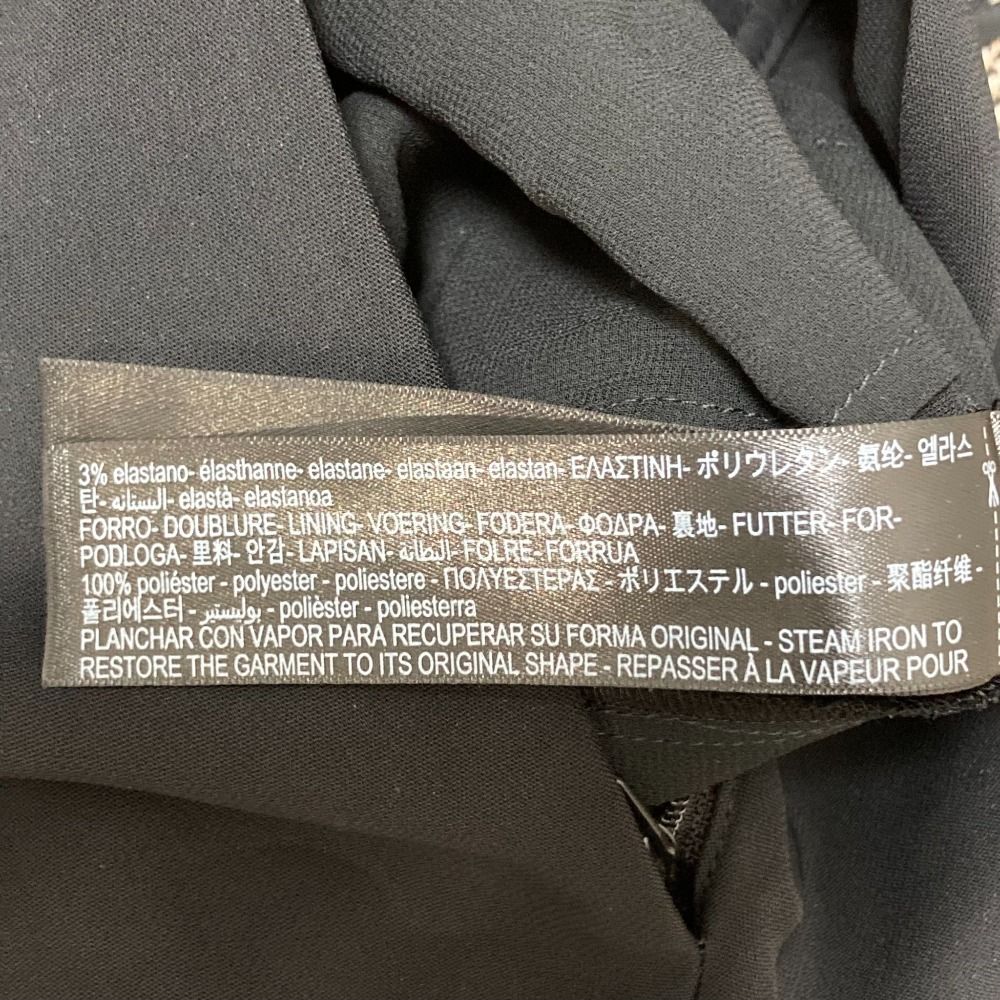 3% elastano- élasthanne- elastane- elastaan- elastan- ΕΛΑΣΤΙΝΗ- ポリウレタン- 氨纶- 엘라스
탄- اليستانه- elastà- elastanoa
FORRO- DOUBLURE- LINING- VOERING- FODERA- ΦΟΔΡΑ- 裏地- FUTTER- FOR-
PODLOGA- 里料- 안감- LAPISAN- البطانه- FOLRE- FORRUA
100% poliéster - polyester - poliestere - ΠΟΛΥΕΣΤΕΡΑΣ - ポリエステル - poliester - 聚酯纤维 -
폴리에스터 - بوليستير - polièster - poliesterra
PLANCHAR CON VAPOR PARA RECUPERAR SU FORMA ORIGINAL - STEAM IRON TO
RESTORE THE GARMENT TO ITS ORIGINAL SHAPE - REPASSER À LA VAPEUR POUR